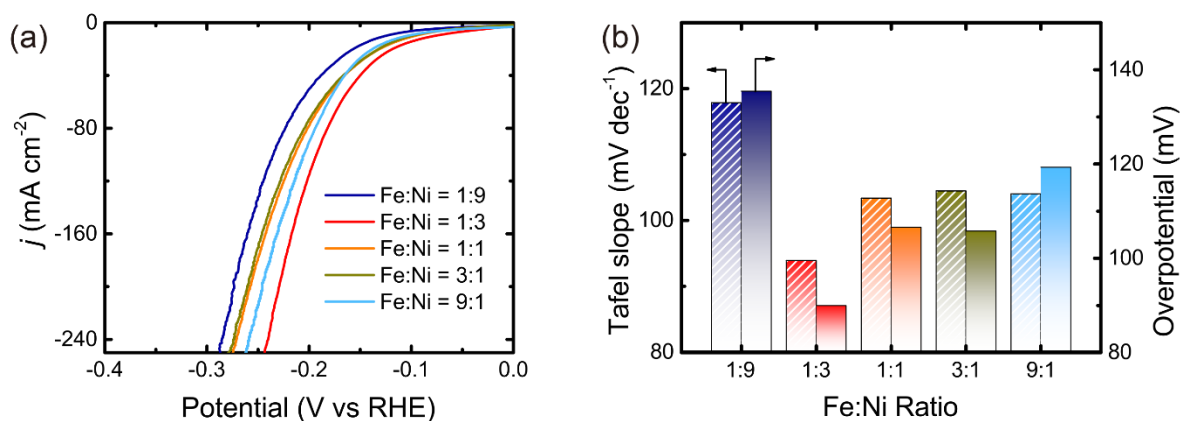 (a)
0
-80
-160
-240
j (mA cm⁻²)
Fe:Ni = 1:9
Fe:Ni = 1:3
Fe:Ni = 1:1
Fe:Ni = 3:1
Fe:Ni = 9:1
-0.4 -0.3 -0.2 -0.1 0.0
Potential (V vs RHE)
(b)
120
100
80
Tafel slope (mV dec⁻¹)
140
120
100
80
Overpotential (mV)
1:9 1:3 1:1 3:1 9:1
Fe:Ni Ratio